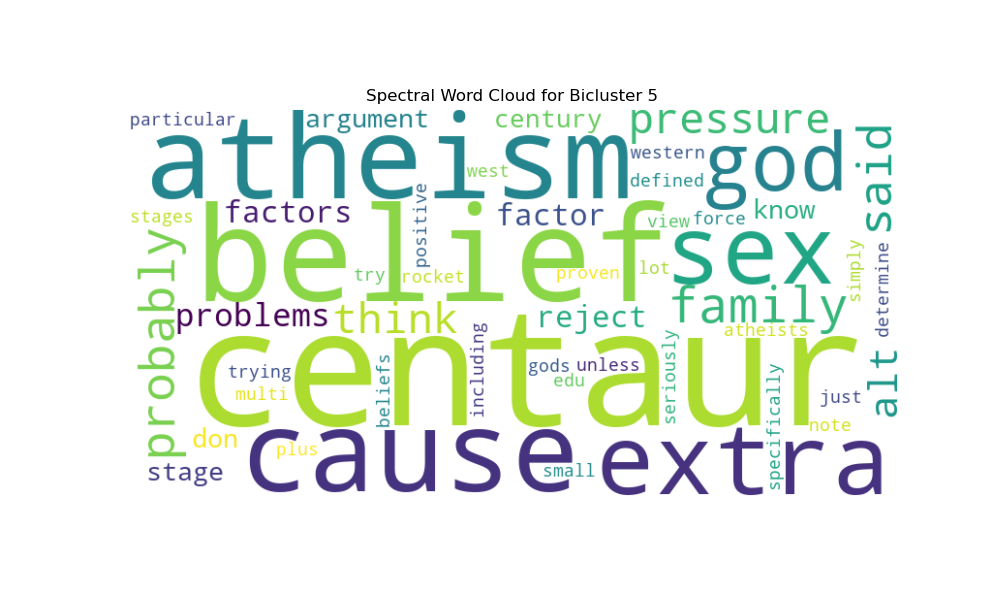 Spectral Word Cloud for Bicluster 5
particular
argument
century
pressure
atheism
god
said
western
west
defined
positive
stages
factors
factor
view
force
know
belief
sex
probably
try
rocket
proven
lot
simply
determine
problems
think
reject
family
atheists
centaur
including
seriously
alt
trying
beliefs
gods
unless
edu
multi
specifically
just
don
plus
cause
extra
note
stage
small